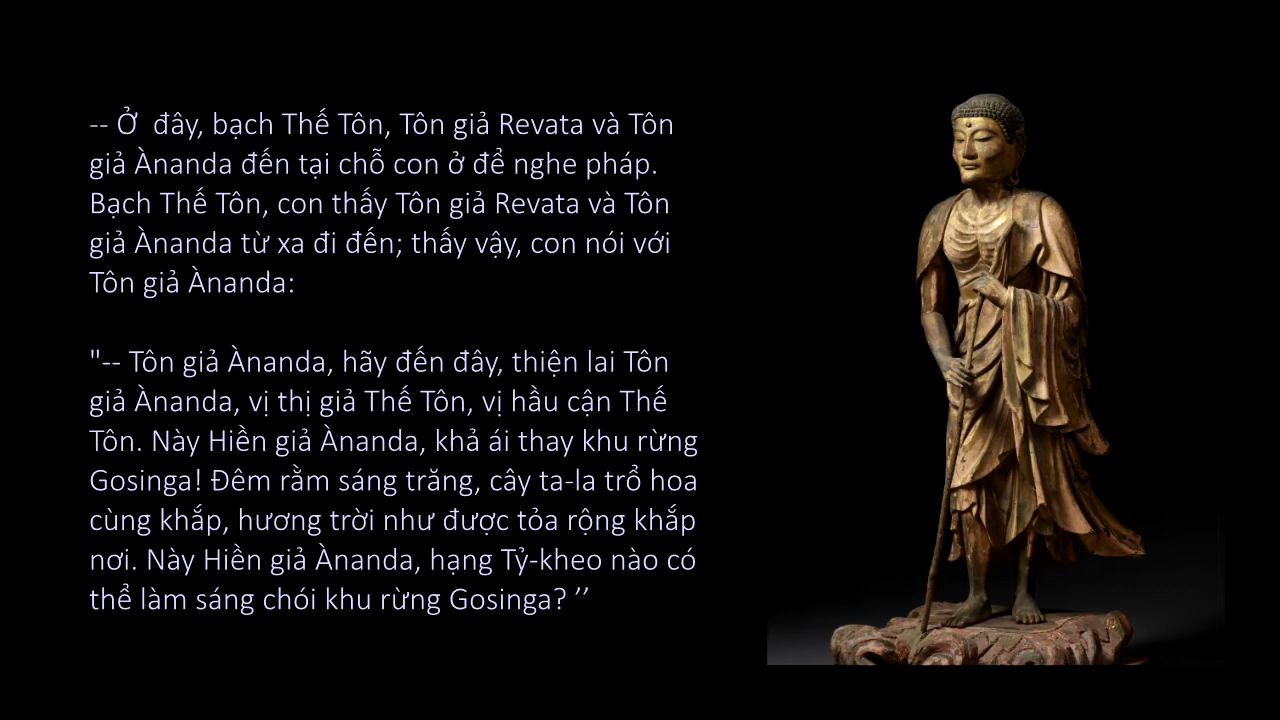 -- Ở  đây, bạch Thế Tôn, Tôn giả Revata và Tôn
giả Ànanda đến tại chỗ con ở để nghe pháp.
Bạch Thế Tôn, con thấy Tôn giả Revata và Tôn
giả Ànanda từ xa đi đến; thấy vậy, con nói với
Tôn giả Ànanda:
"-- Tôn giả Ànanda, hãy đến đây, thiện lai Tôn
giả Ànanda, vị thị giả Thế Tôn, vị hầu cận Thế
Tôn. Này Hiền giả Ànanda, khả ái thay khu rừng
Gosinga! Đêm rằm sáng trăng, cây ta-la trổ hoa
cùng khắp, hương trời như được tỏa rộng khắp
nơi. Này Hiền giả Ànanda, hạng Tỷ-kheo nào có
thể làm sáng chói khu rừng Gosinga? ’’